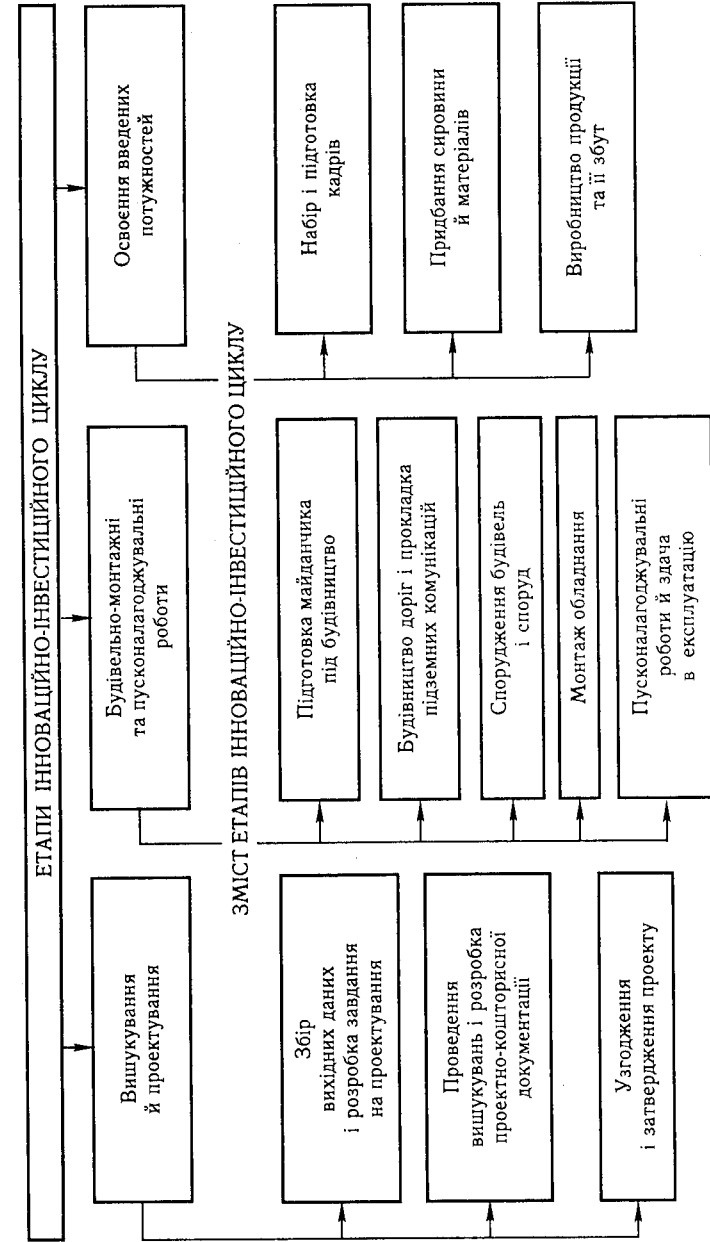 ЕТАПИ ІННОВАЦІЙНО-ІНВЕСТИЦІЙНОГО ЦИКЛУ
Вишукування
й проектування
Будівельно-монтажні
та пусконалагоджувальні
роботи
Освоєння введених
потужностей
ЗМІСТ ЕТАПІВ ІННОВАЦІЙНО-ІНВЕСТИЦІЙНОГО ЦИКЛУ
Збір
вихідних даних
і розробка завдання
на проектування
Проведення
вишукувань і розробка
проектно-кошторисної
документації
Узгодження
і затвердження проекту
Підготовка майданчика
під будівництво
Будівництво доріг і прокладка
підземних комунікацій
Спорудження будівель
і споруд
Монтаж обладнання
Пусконалагоджувальні
роботи й здача
в експлуатацію
Набір і підготовка
кадрів
Придбання сировини
й матеріалів
Виробництво продукції
та її збут